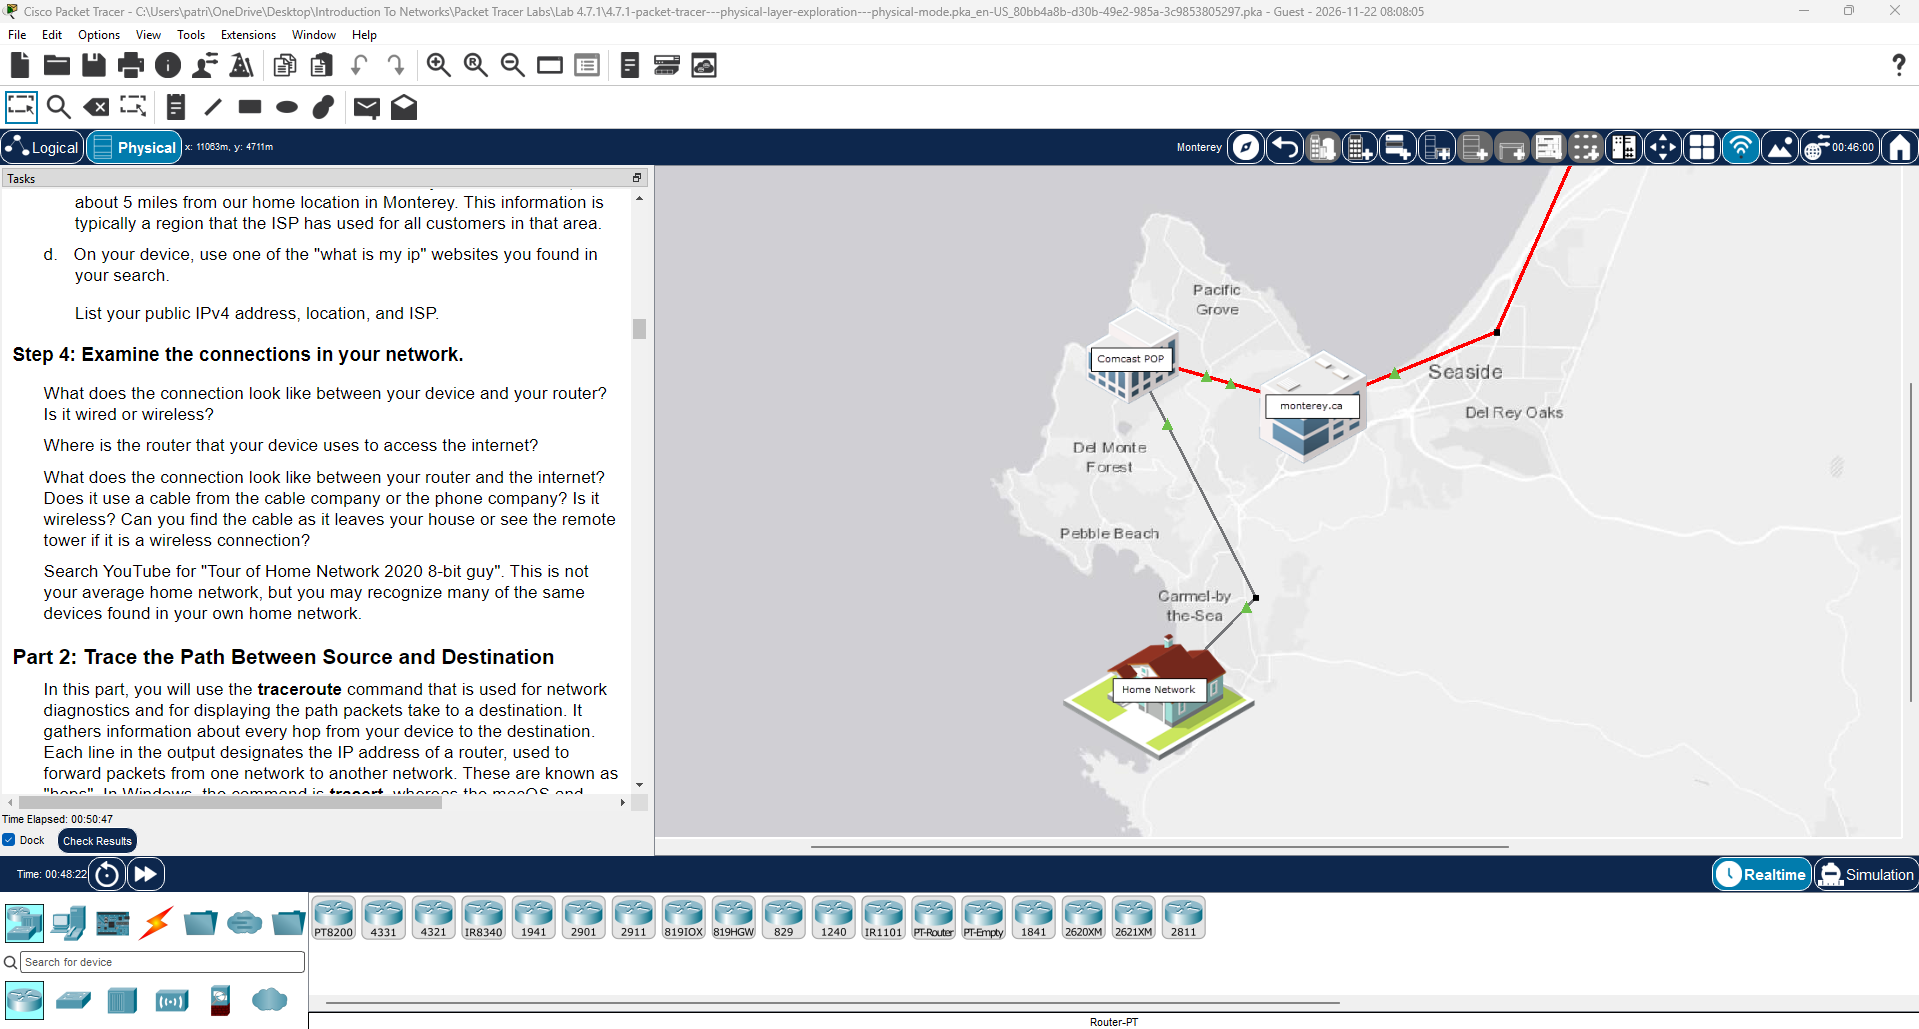 Cisco Packet Tracer - C:\Users\patri\OneDrive\Desktop\Introduction To Networks\Packet Tracer Labs\Lab 4.7.1\4.7.1-packet-tracer---physical-layer-exploration---physical-mode.pka_en-US_80bb4a8b-d30b-49e2-985a-3c9853805297.pka - Guest - 2026-11-22 08:08:05
File Edit Options View Tools Extensions Window Help
Logical Physical x: 11063m, y: 4711m Monterey 00:46:00
Tasks
about 5 miles from our home location in Monterey. This information is
typically a region that the ISP has used for all customers in that area.
d. On your device, use one of the "what is my ip" websites you found in
your search.
List your public IPv4 address, location, and ISP.
Step 4: Examine the connections in your network.
What does the connection look like between your device and your router?
Is it wired or wireless?
Where is the router that your device uses to access the internet?
What does the connection look like between your router and the internet?
Does it use a cable from the cable company or the phone company? Is it
wireless? Can you find the cable as it leaves your house or see the remote
tower if it is a wireless connection?
Search YouTube for "Tour of Home Network 2020 8-bit guy". This is not
your average home network, but you may recognize many of the same
devices found in your own home network.
Part 2: Trace the Path Between Source and Destination
In this part, you will use the traceroute command that is used for network
diagnostics and for displaying the path packets take to a destination. It
gathers information about every hop from your device to the destination.
Each line in the output designates the IP address of a router, used to
forward packets from one network to another network. These are known as
"hops". In Windows, the command is tracert, whereas the macOS and
Time Elapsed: 00:50:47
Dock Check Results
Pacific
Grove
Comcast POP
monterey.ca
Seaside
Del Rey Oaks
Del Monte
Forest
Pebble Beach
Carmel-by
the-Sea
Home Network
Time: 00:48:22
Realtime Simulation
PT8200 4331 4321 IR8340 1941 2901 2911 819IOX 819HGW 829 1240 IR1101 PT-Router PT-Empty 1841 2620XM 2621XM 2811
Search for device
Router-PT